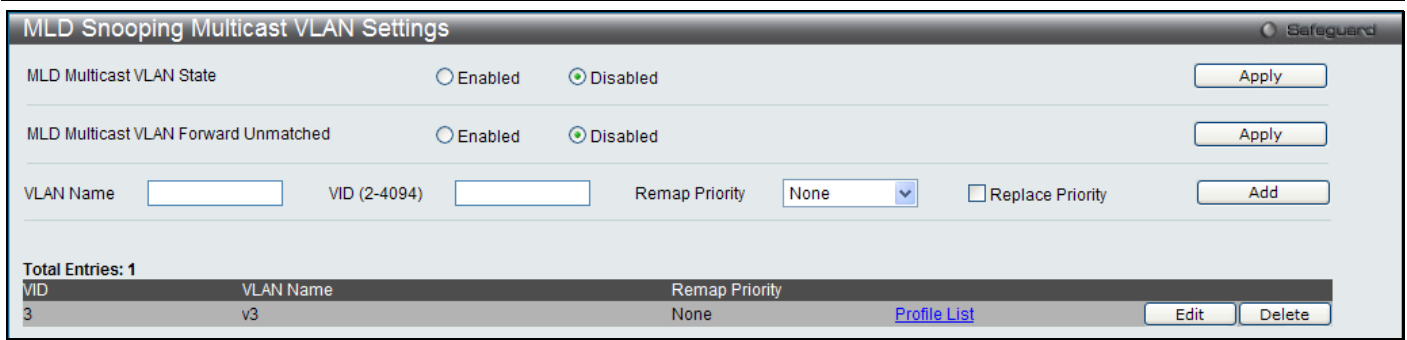 MLD Snooping Multicast VLAN Settings
Safeguard
MLD Multicast VLAN State Enabled Disabled Apply
MLD Multicast VLAN Forward Unmatched Enabled Disabled Apply
VLAN Name VID (2-4094) Remap Priority None Replace Priority Add
Total Entries: 1
VID VLAN Name Remap Priority
3 v3 None Profile List Edit Delete